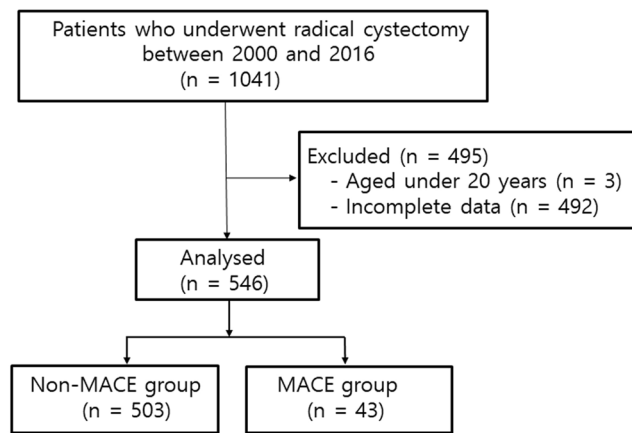 Patients who underwent radical cystectomy
between 2000 and 2016
(n = 1041)
Excluded (n = 495)
- Aged under 20 years (n = 3)
- Incomplete data (n = 492)
Analysed
(n = 546)
Non-MACE group
(n = 503)
MACE group
(n = 43)